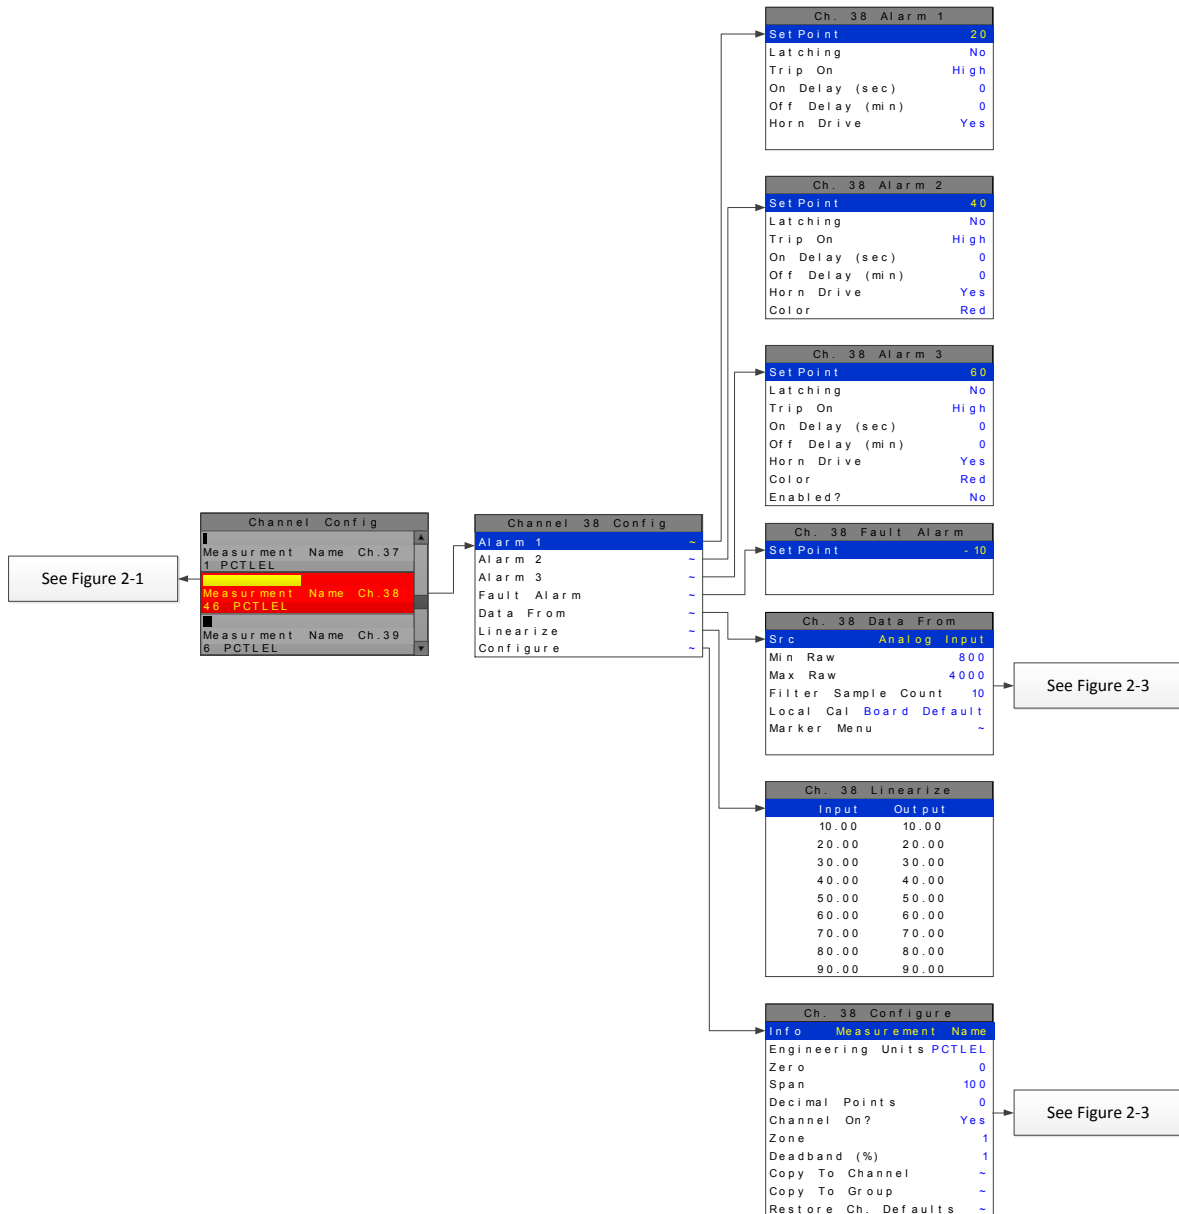 Ch. 38 Alarm 1
SetPoint 20
Latching No
Trip On High
On Delay (sec) 0
Off Delay (min) 0
Horn Drive Yes
Ch. 38 Alarm 2
SetPoint 40
Latching No
Trip On High
On Delay (sec) 0
Off Delay (min) 0
Horn Drive Yes
Color Red
Ch. 38 Alarm 3
SetPoint 60
Latching No
Trip On High
On Delay (sec) 0
Off Delay (min) 0
Horn Drive Yes
Color Red
Enabled? No
See Figure 2-1
Channel Config
Measurment Name Ch.37
1 PCTLEL
Measurment Name Ch.38
46 PCTLEL
Measurment Name Ch.39
6 PCTLEL
Channel 38 Config
Alarm 1 ~
Alarm 2 ~
Alarm 3 ~
Fault Alarm ~
Data From ~
Linearize ~
Configure ~
Ch. 38 Fault Alarm
SetPoint -10
Ch. 38 Data From
Src Analog Input
Min Raw 800
Max Raw 4000
Filter Sample Count 10
Local Cal Board Default
Marker Menu ~
See Figure 2-3
Ch. 38 Linearize
Input Output
10.00 10.00
20.00 20.00
30.00 30.00
40.00 40.00
50.00 50.00
60.00 60.00
70.00 70.00
80.00 80.00
90.00 90.00
Ch. 38 Configure
Info Measurement Name
Engineering Units PCTLEL
Zero 0
Span 100
Decimal Points 0
Channel On? Yes
Zone 1
Deadband (%) 1
Copy To Channel ~
Copy To Group ~
Restore Ch. Defaults ~
See Figure 2-3